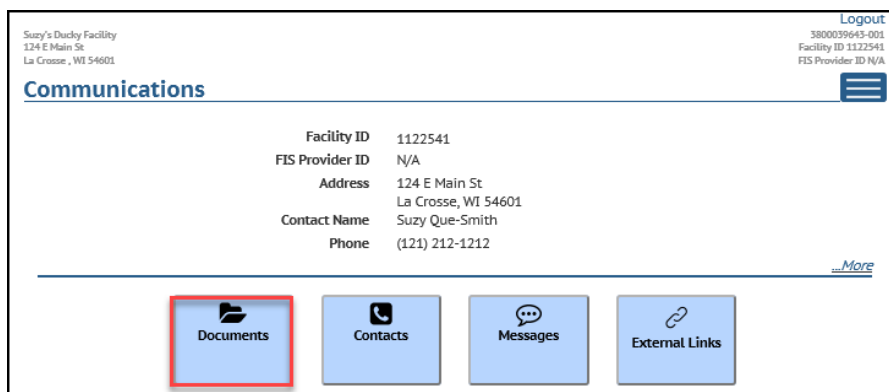 Logout
Suzy's Ducky Facility
124 E Main St
La Crosse , WI 54601
3800039643-001
Facility ID 1122541
FIS Provider ID N/A
Communications
Facility ID 1122541
FIS Provider ID N/A
Address 124 E Main St
La Crosse, WI 54601
Contact Name Suzy Que-Smith
Phone (121) 212-1212
...More
Documents Contacts Messages External Links